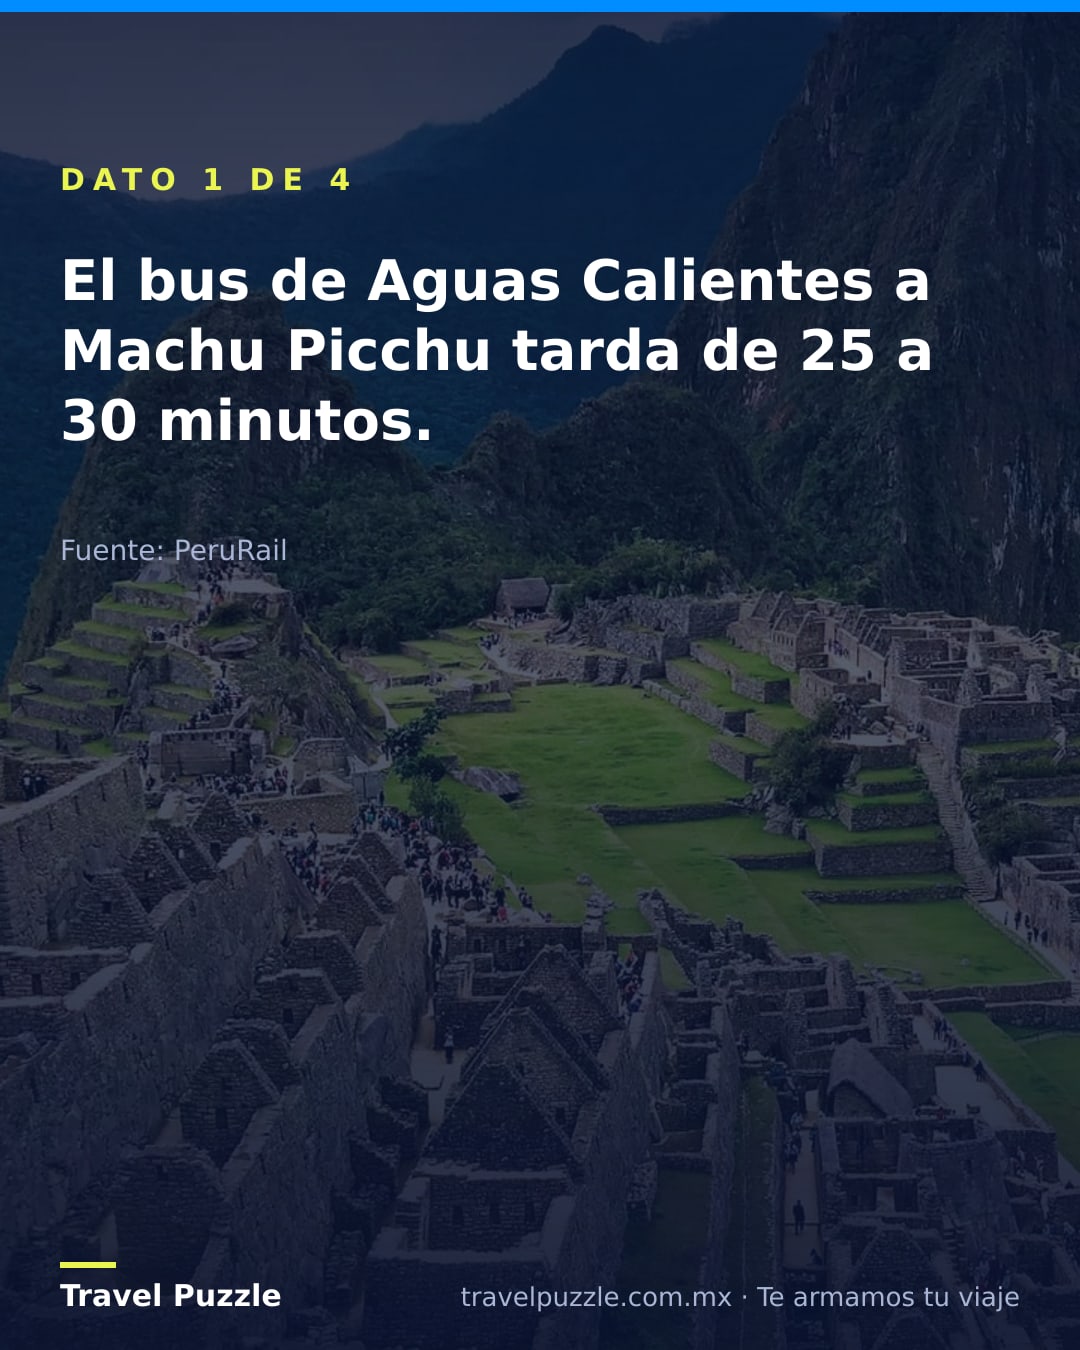 DATO 1 DE 4
El bus de Aguas Calientes a
Machu Picchu tarda de 25 a
30 minutos.
Fuente: PeruRail
Travel Puzzle
travelpuzzle.com.mx · Te armamos tu viaje